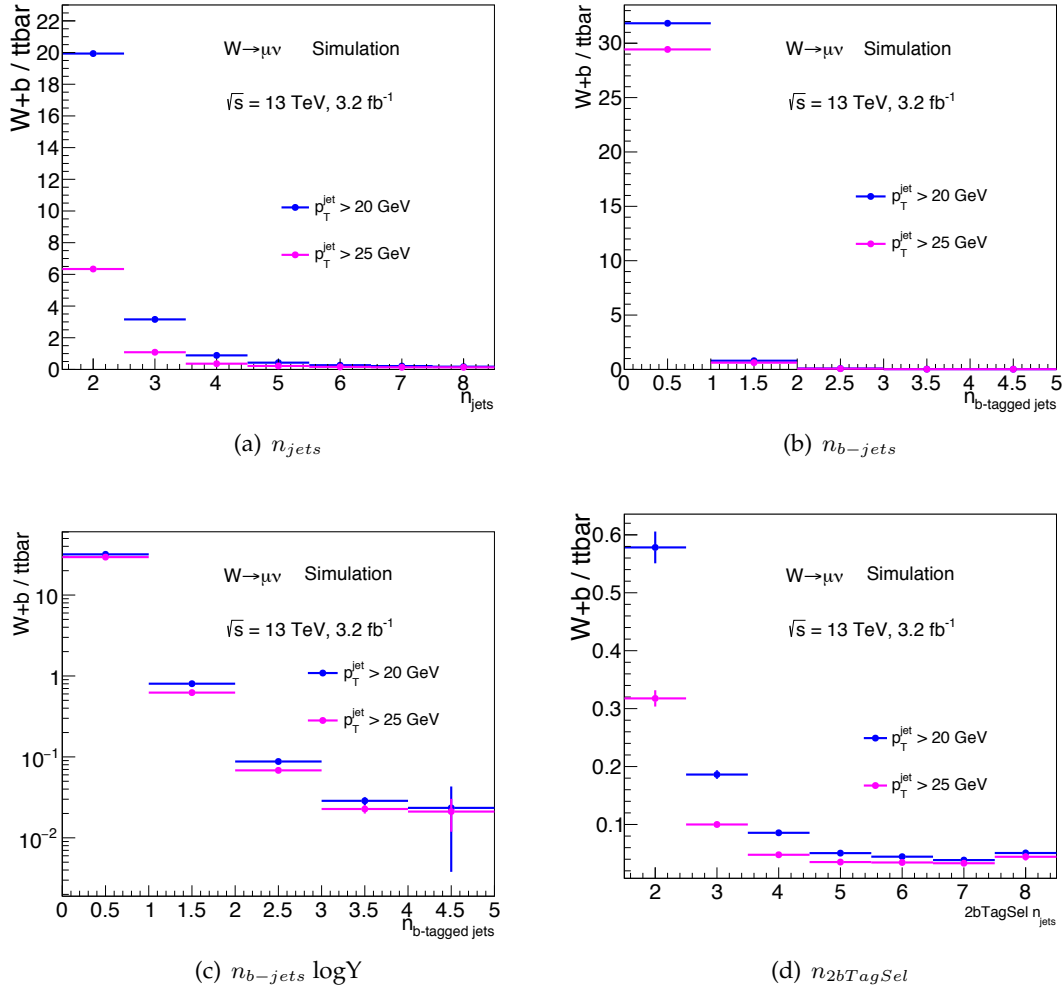 W+b / ttbar
22
20
18
16
14
12
10
8
6
4
2
0
W→μν Simulation
√s = 13 TeV, 3.2 fb⁻¹
p_T^jet > 20 GeV
p_T^jet > 25 GeV
2 3 4 5 6 7 8
n_jets
(a) n_jets
W+b / ttbar
30
25
20
15
10
5
0
W→μν Simulation
√s = 13 TeV, 3.2 fb⁻¹
p_T^jet > 20 GeV
p_T^jet > 25 GeV
0 0.5 1 1.5 2 2.5 3 3.5 4 4.5 5
n_b-tagged jets
(b) n_b−jets
W+b / ttbar
10
1
10⁻¹
10⁻²
W→μν Simulation
√s = 13 TeV, 3.2 fb⁻¹
p_T^jet > 20 GeV
p_T^jet > 25 GeV
0 0.5 1 1.5 2 2.5 3 3.5 4 4.5 5
n_b-tagged jets
(c) n_b−jets logY
W+b / ttbar
0.6
0.5
0.4
0.3
0.2
0.1
W→μν Simulation
√s = 13 TeV, 3.2 fb⁻¹
p_T^jet > 20 GeV
p_T^jet > 25 GeV
2 3 4 5 6 7 8
2bTagSel n_jets
(d) n_2bTagSel